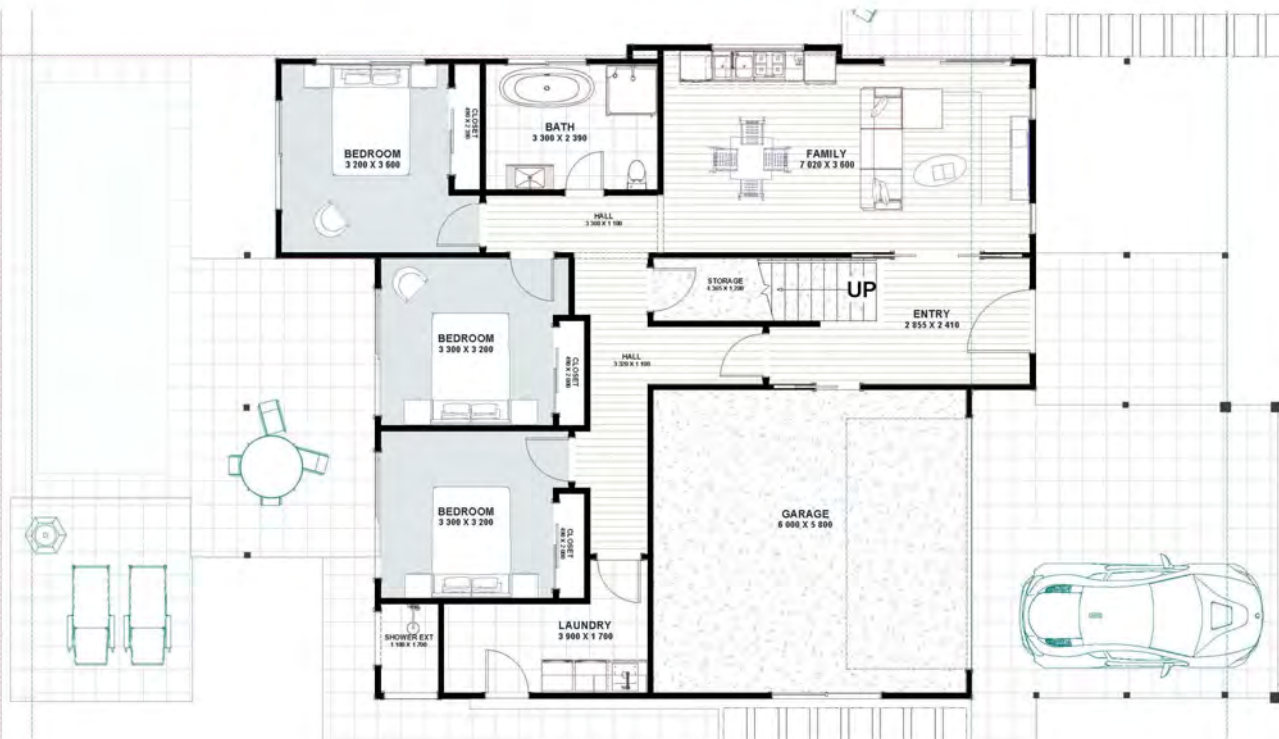 BEDROOM
3 200 X 3 600
CLOSET
BATH
3 300 X 2 390
FAMILY
7 020 X 3 600
HALL
3 300 X 1 100
STORAGE
UP
ENTRY
2 855 X 2 410
BEDROOM
3 300 X 3 200
CLOSET
HALL
BEDROOM
3 300 X 3 200
CLOSET
GARAGE
6 000 X 5 800
SHOWER EXT
1 100 X 1 700
LAUNDRY
3 900 X 1 700